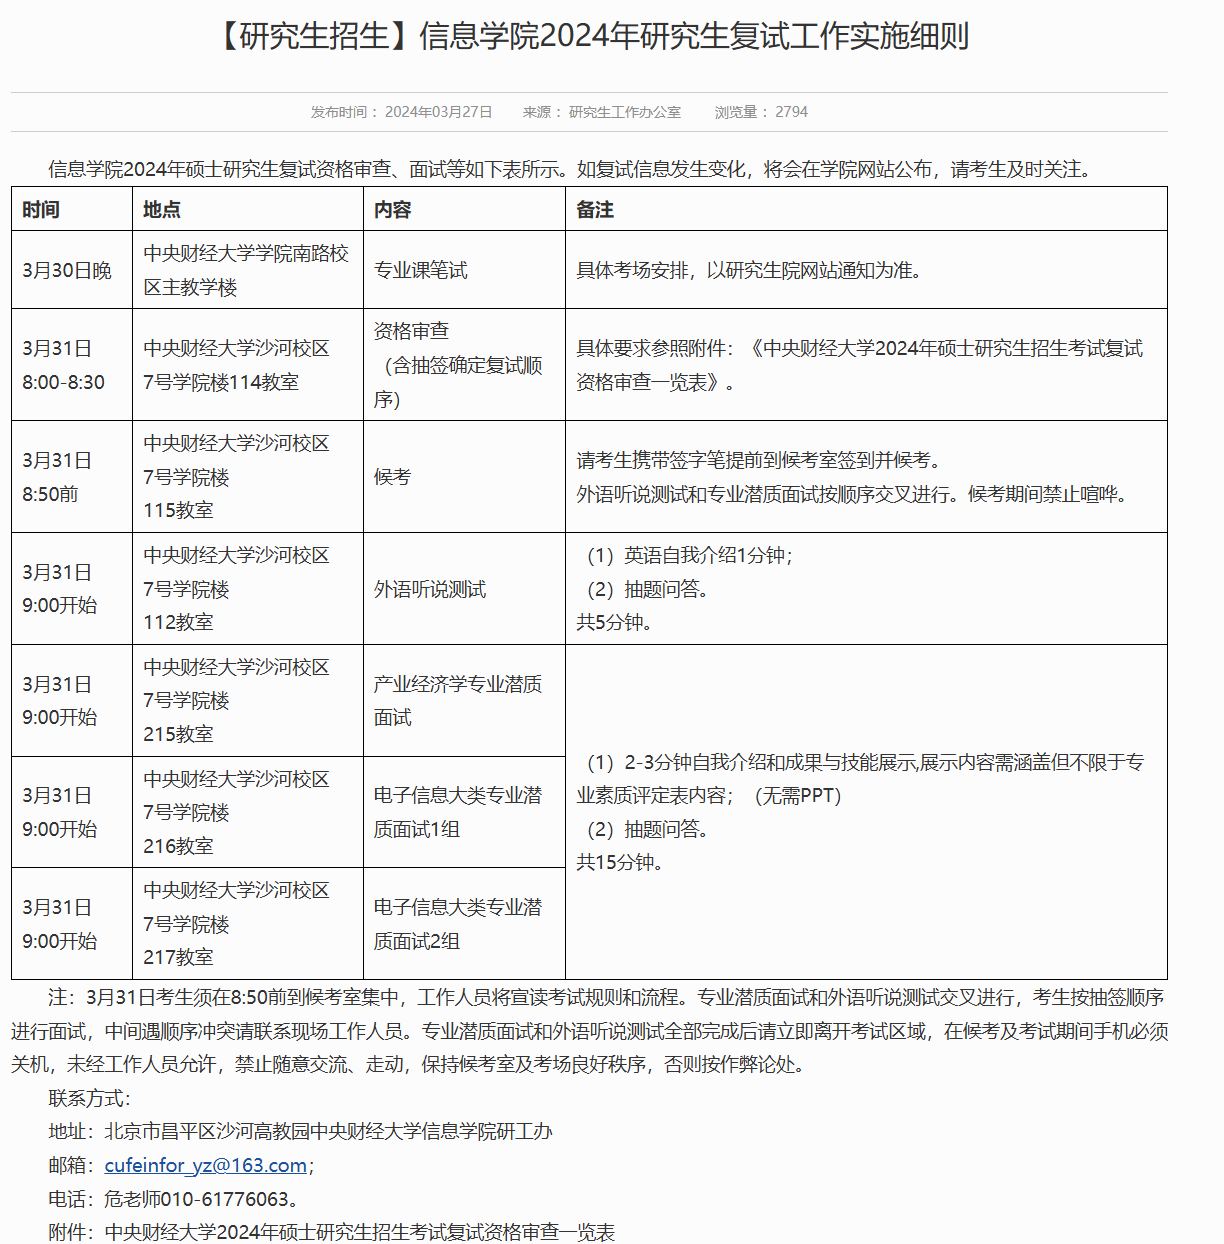 【研究生招生】信息学院2024年研究生复试工作实施细则
发布时间： 2024年03月27日 来源： 研究生工作办公室 浏览量： 2794
信息学院2024年硕士研究生复试资格审查、面试等如下表所示。如复试信息发生变化，将会在学院网站公布，请考生及时关注。
时间 地点 内容 备注
3月30日晚
中央财经大学学院南路校
区主教学楼
专业课笔试
具体考场安排，以研究生院网站通知为准。
3月31日
8:00-8:30
中央财经大学沙河校区
7号学院楼114教室
资格审查
（含抽签确定复试顺
序）
具体要求参照附件：《中央财经大学2024年硕士研究生招生考试复试
资格审查一览表》。
3月31日
8:50前
中央财经大学沙河校区
7号学院楼
115教室
候考
请考生携带签字笔提前到候考室签到并候考。
外语听说测试和专业潜质面试按顺序交叉进行。候考期间禁止喧哗。
3月31日
9:00开始
中央财经大学沙河校区
7号学院楼
112教室
外语听说测试
（1）英语自我介绍1分钟；
（2）抽题问答。
共5分钟。
3月31日
9:00开始
中央财经大学沙河校区
7号学院楼
215教室
产业经济学专业潜质
面试
（1）2-3分钟自我介绍和成果与技能展示,展示内容需涵盖但不限于专
业素质评定表内容；（无需PPT）
（2）抽题问答。
共15分钟。
3月31日
9:00开始
中央财经大学沙河校区
7号学院楼
216教室
电子信息大类专业潜
质面试1组
3月31日
9:00开始
中央财经大学沙河校区
7号学院楼
217教室
电子信息大类专业潜
质面试2组
注：3月31日考生须在8:50前到候考室集中，工作人员将宣读考试规则和流程。专业潜质面试和外语听说测试交叉进行，考生按抽签顺序
进行面试，中间遇顺序冲突请联系现场工作人员。专业潜质面试和外语听说测试全部完成后请立即离开考试区域，在候考及考试期间手机必须
关机，未经工作人员允许，禁止随意交流、走动，保持候考室及考场良好秩序，否则按作弊论处。
联系方式：
地址：北京市昌平区沙河高教园中央财经大学信息学院研工办
邮箱：cufeinfor_yz@163.com；
电话：危老师010-61776063。
附件：中央财经大学2024年硕士研究生招生考试复试资格审查一览表